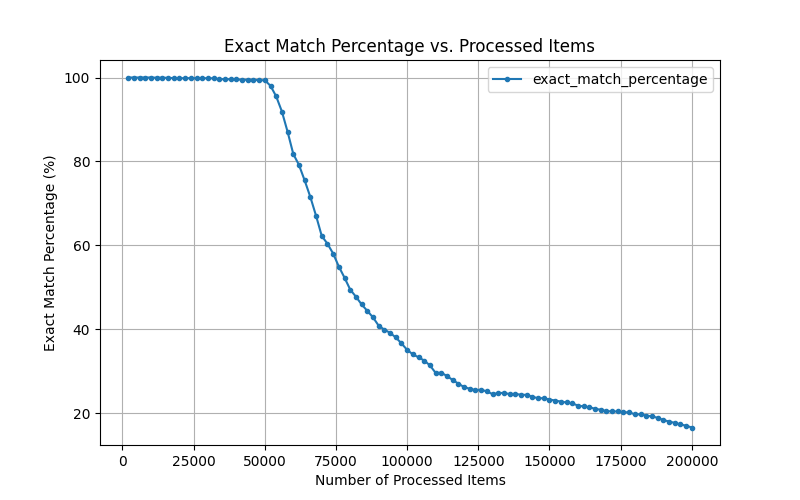 Exact Match Percentage vs. Processed Items
exact_match_percentage
Exact Match Percentage (%)
100
80
60
40
20
0 25000 50000 75000 100000 125000 150000 175000 200000
Number of Processed Items